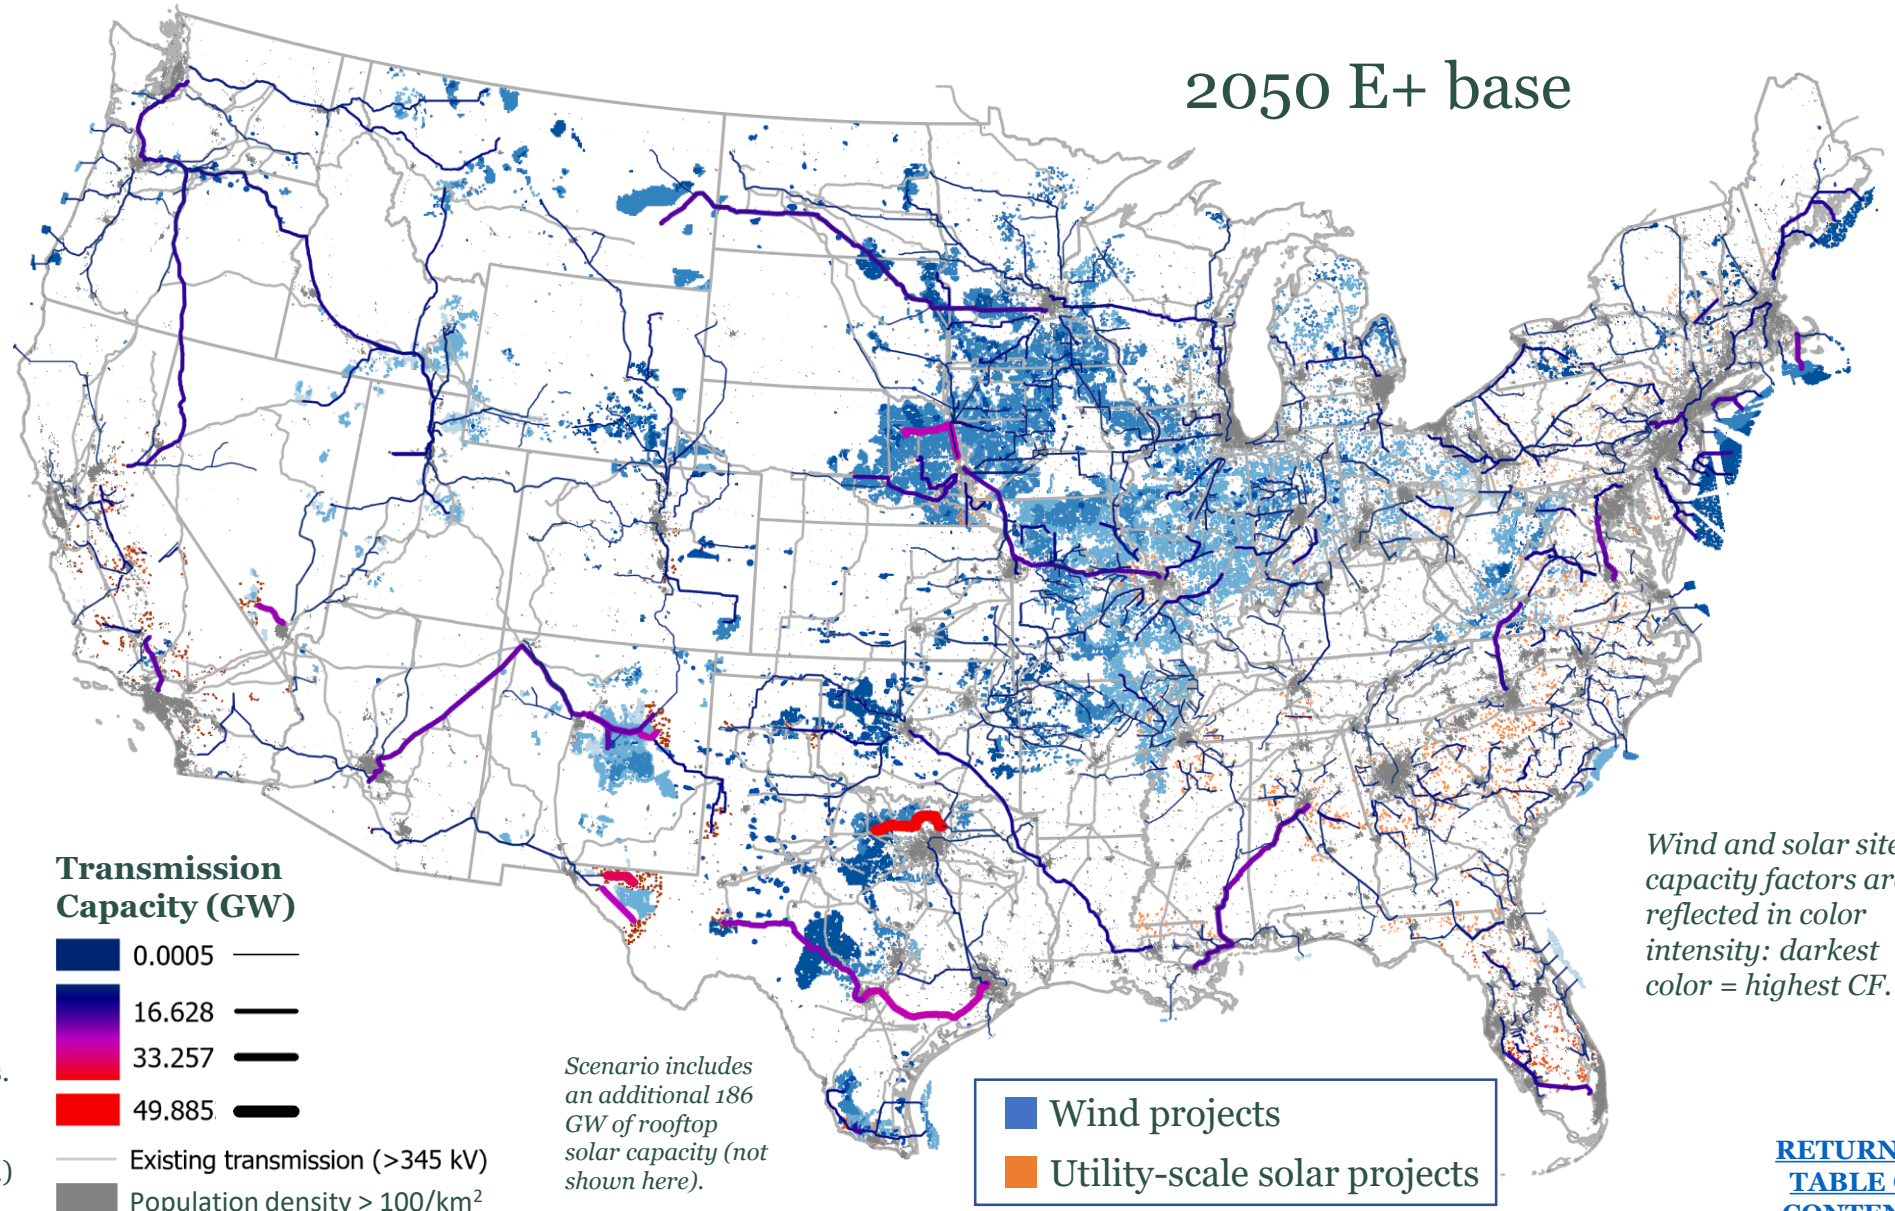 2050 E+ base
Transmission
Capacity (GW)
0.0005
16.628
33.257
49.885
Existing transmission (>345 kV)
Population density > 100/km²
s.
.)
Scenario includes
an additional 186
GW of rooftop
solar capacity (not
shown here).
Wind projects
Utility-scale solar projects
Wind and solar site
capacity factors ar
reflected in color
intensity: darkest
color = highest CF.
RETURN
TABLE
CONTEN